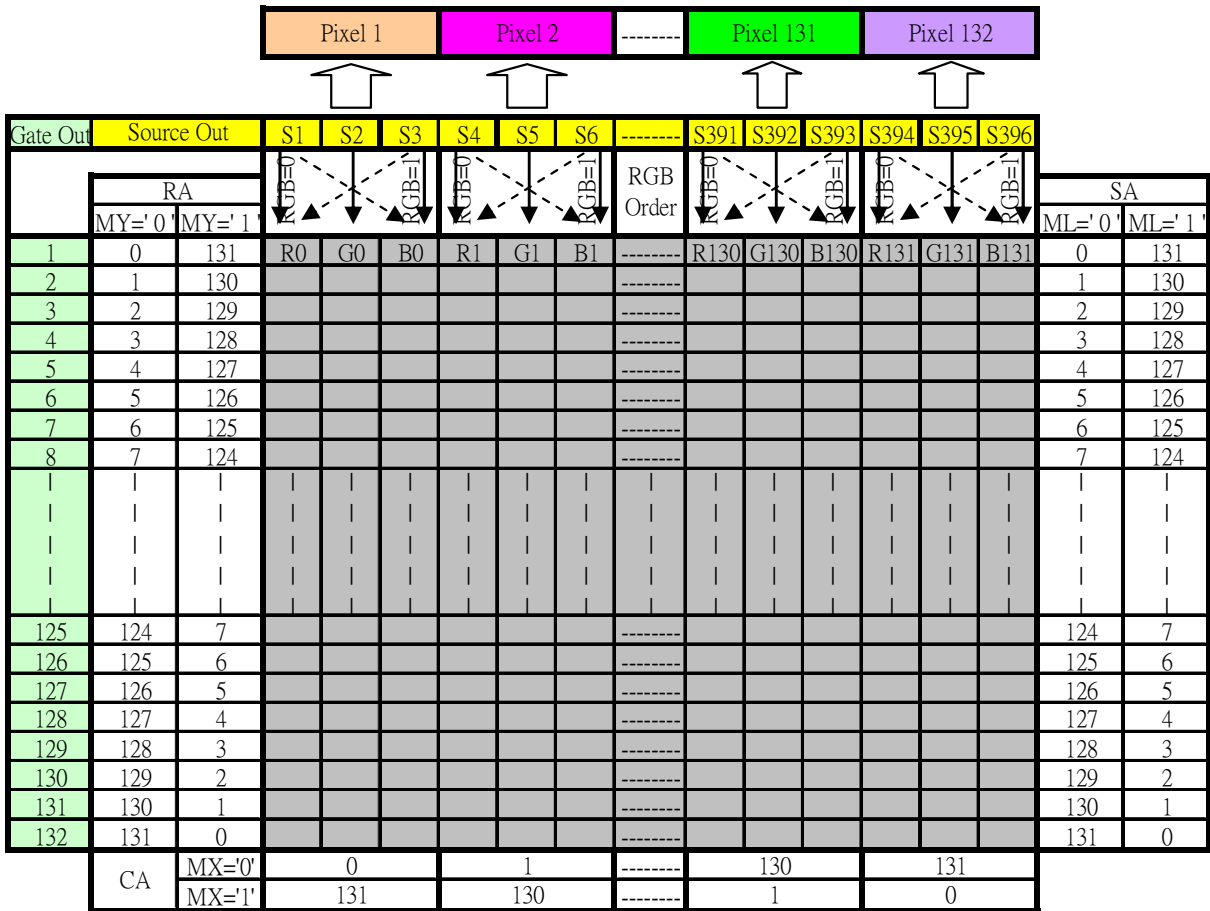 Pixel 1 Pixel 2 -------- Pixel 131 Pixel 132
Gate Out Source Out S1 S2 S3 S4 S5 S6 -------- S391 S392 S393 S394 S395 S396
RGB=0 RGB=1 RGB=0 RGB=1 RGB Order RGB=0 RGB=1 RGB=0 RGB=1
RA SA
MY=' 0 ' MY=' 1 ' ML=' 0 ' ML=' 1 '
1 0 131 R0 G0 B0 R1 G1 B1 -------- R130 G130 B130 R131 G131 B131 0 131
2 1 130 -------- 1 130
3 2 129 -------- 2 129
4 3 128 -------- 3 128
5 4 127 -------- 4 127
6 5 126 -------- 5 126
7 6 125 -------- 6 125
8 7 124 -------- 7 124
125 124 7 -------- 124 7
126 125 6 -------- 125 6
127 126 5 -------- 126 5
128 127 4 -------- 127 4
129 128 3 -------- 128 3
130 129 2 -------- 129 2
131 130 1 -------- 130 1
132 131 0 -------- 131 0
CA MX='0' 0 1 -------- 130 131
MX='1' 131 130 -------- 1 0